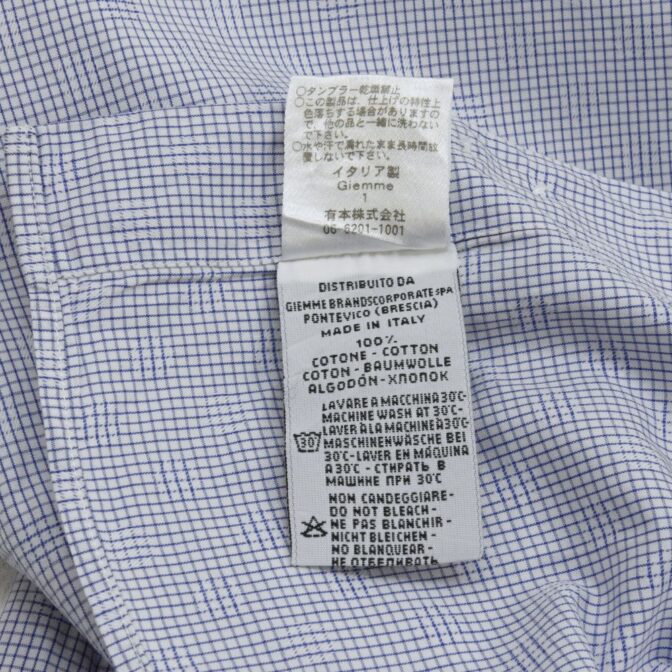 ○タンブラー乾燥禁止
○この製品は、仕上げの特性上
色落ちする場合がありますの
で、他の品と一緒に洗わない
で下さい。
○水や汗で濡れたまま長時間放
置しないで下さい。
イタリア製
Giemme
1
有本株式会社
06-6201-1001
DISTRIBUITO DA
GIEMME BRANDSCORPORATE SPA
PONTEVICO (BRESCIA)
MADE IN ITALY
100%
COTONE - COTTON
COTON - BAUMWOLLE
ALGODÓN - ХЛОПОК
LAVARE A MACCHINA 30°C-
MACHINE WASH AT 30°C-
LAVER À LA MACHINE À 30°C-
30 MASCHINENWÄSCHE BEI
30°C-LAVER EN MÁQUINA
A 30°C - СТИРАТЬ В
МАШИНЕ ПРИ 30°C
NON CANDEGGIARE-
DO NOT BLEACH-
NE PAS BLANCHIR-
NICHT BLEICHEN-
NO BLANQUEAR-
НЕ ОТБЕЛИВАТЬ